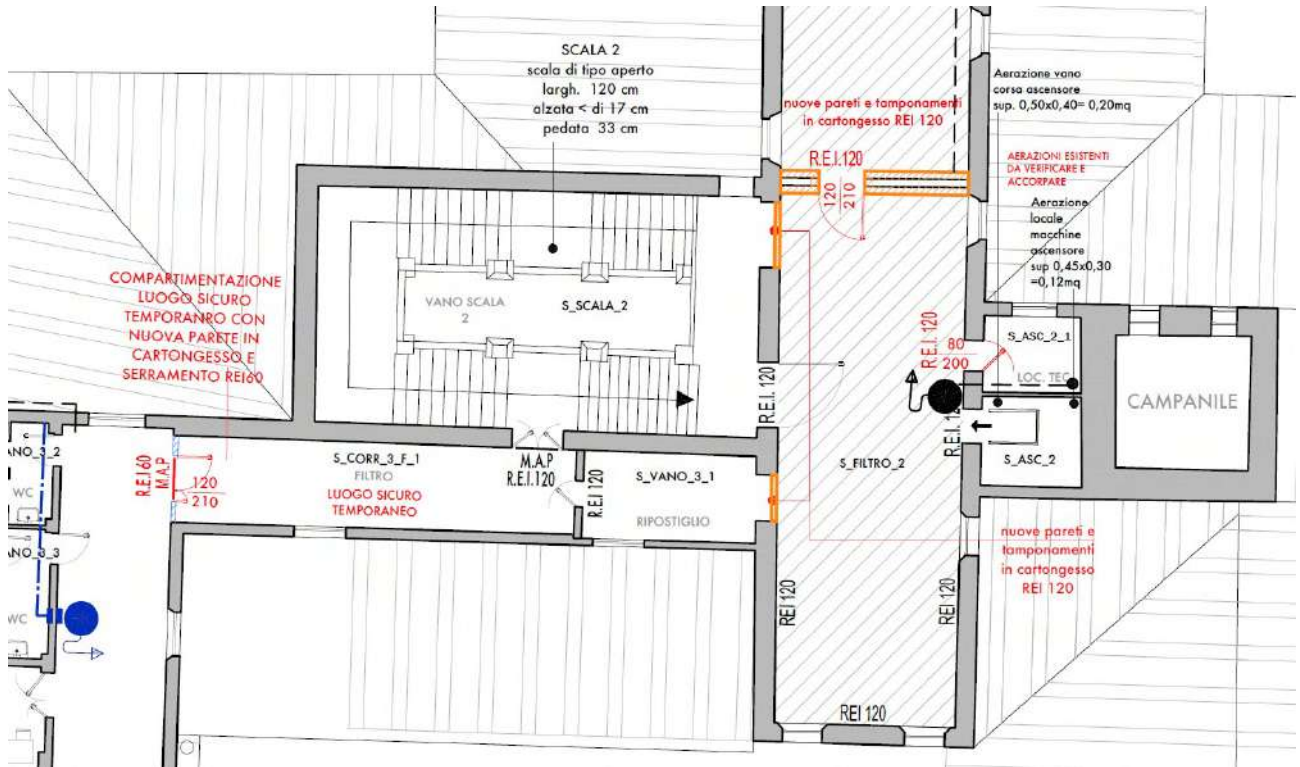 SCALA 2
scala di tipo aperto
largh. 120 cm
alzata < di 17 cm
pedata 33 cm
nuove pareti e tamponamenti
in cartongesso REI 120
R.E.I.120
120
210
Aerazione vano
corsa ascensore
sup. 0,50x0,40= 0,20mq
AERAZIONI ESISTENTI
DA VERIFICARE E
ACCORPARE
Aerazione
locale
macchine
ascensore
sup 0,45x0,30
=0,12mq
COMPARTIMENTAZIONE
LUOGO SICURO
TEMPORANRO CON
NUOVA PARETE IN
CARTONGESSO E
SERRAMENTO REI60
VANO SCALA
2
S_SCALA_2
R.E.I. 120
R.E.I. 120
80
200
S_ASC_2_1
LOC. TEC
CAMPANILE
R.E.I.
S_ASC_2
S_FILTRO_2
ANO_3_2
WC
R.E.I 60
M.A.P
120
210
S_CORR_3_F_1
FILTRO
LUOGO SICURO
TEMPORANEO
M.A.P
R.E.I.120
R.E.I 120
S_VANO_3_1
RIPOSTIGLIO
ANO_3_3
WC
nuove pareti e
tamponamenti
in cartongesso
REI 120
REI 120
REI 120
REI 120